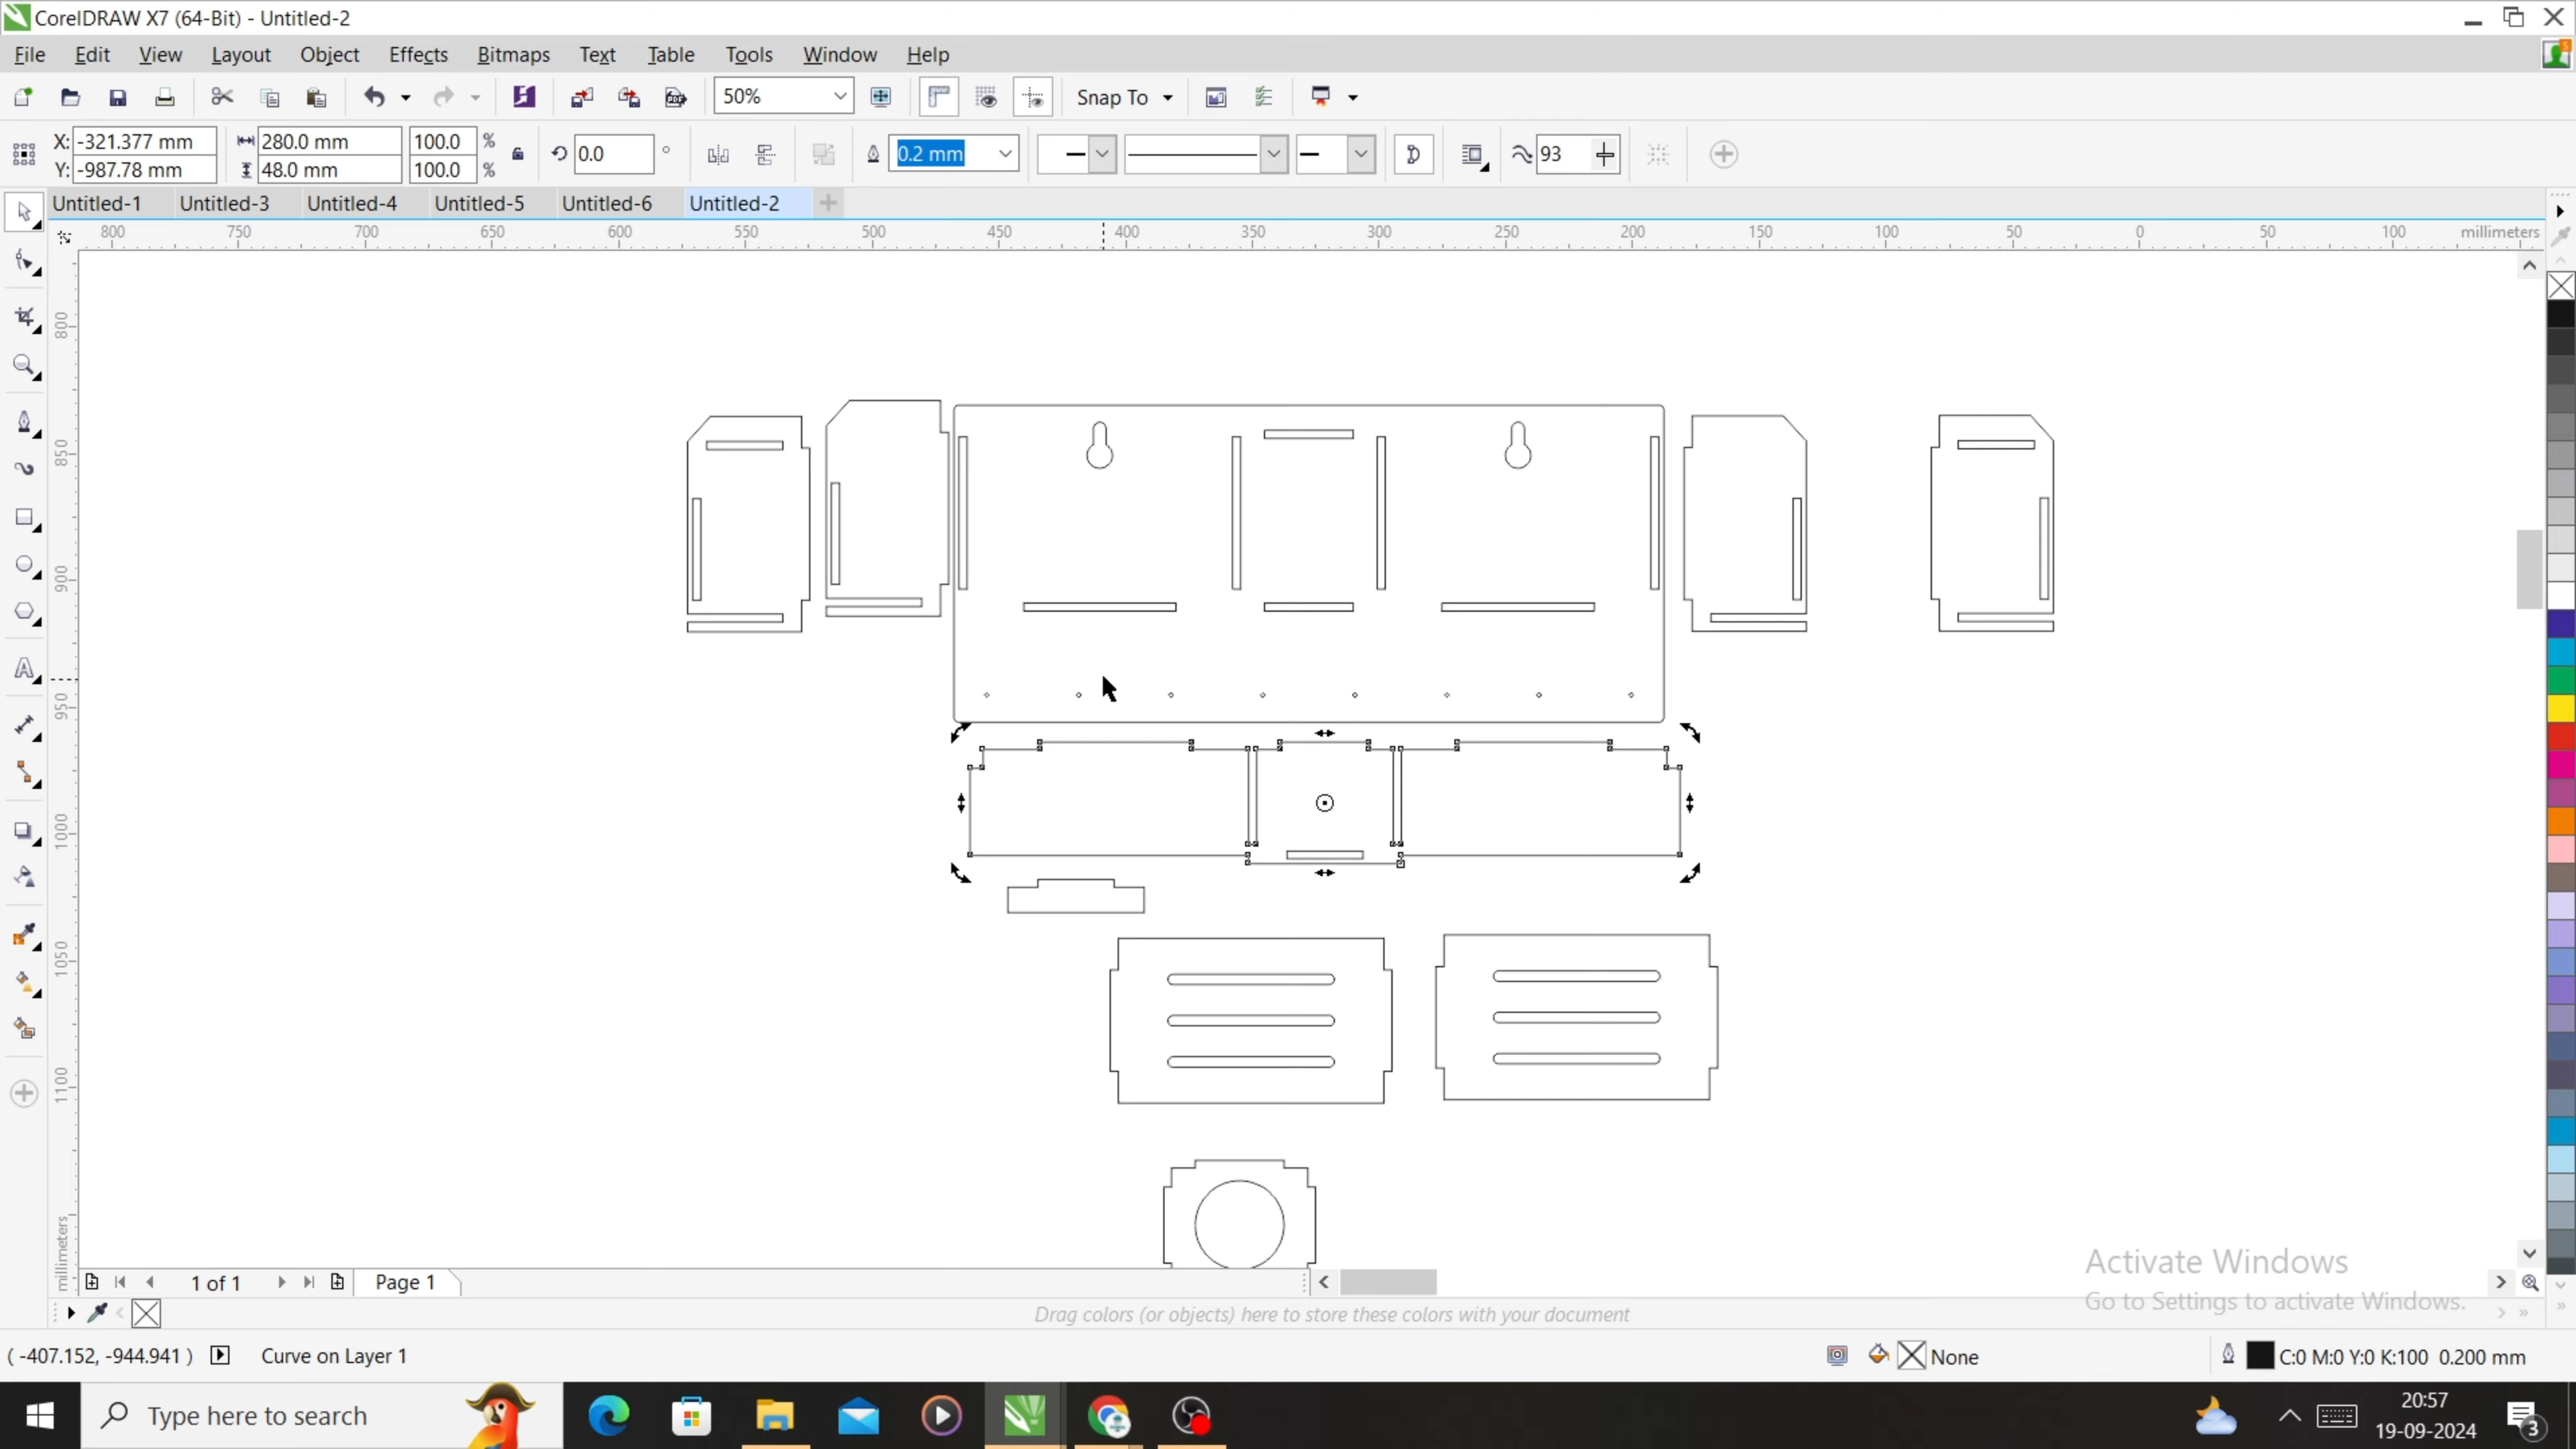 CorelDRAW X7 (64-Bit) - Untitled-2
File Edit View Layout Object Effects Bitmaps Text Table Tools Window Help
50% Snap To
X: -321.377 mm 280.0 mm 100.0 % 0.0 ° 0.2 mm 93
Y: -987.78 mm 48.0 mm 100.0 %
Untitled-1 Untitled-3 Untitled-4 Untitled-5 Untitled-6 Untitled-2
800 750 700 650 600 550 500 450 400 350 300 250 200 150 100 50 0 50 100 millimeters
800
850
900
950
1000
1050
1100
millimeters
1 of 1 Page 1
Activate Windows
Go to Settings to activate Windows.
Drag colors (or objects) here to store these colors with your document
( -407.152, -944.941 ) Curve on Layer 1 None C:0 M:0 Y:0 K:100 0.200 mm
Type here to search
20:57
19-09-2024
3